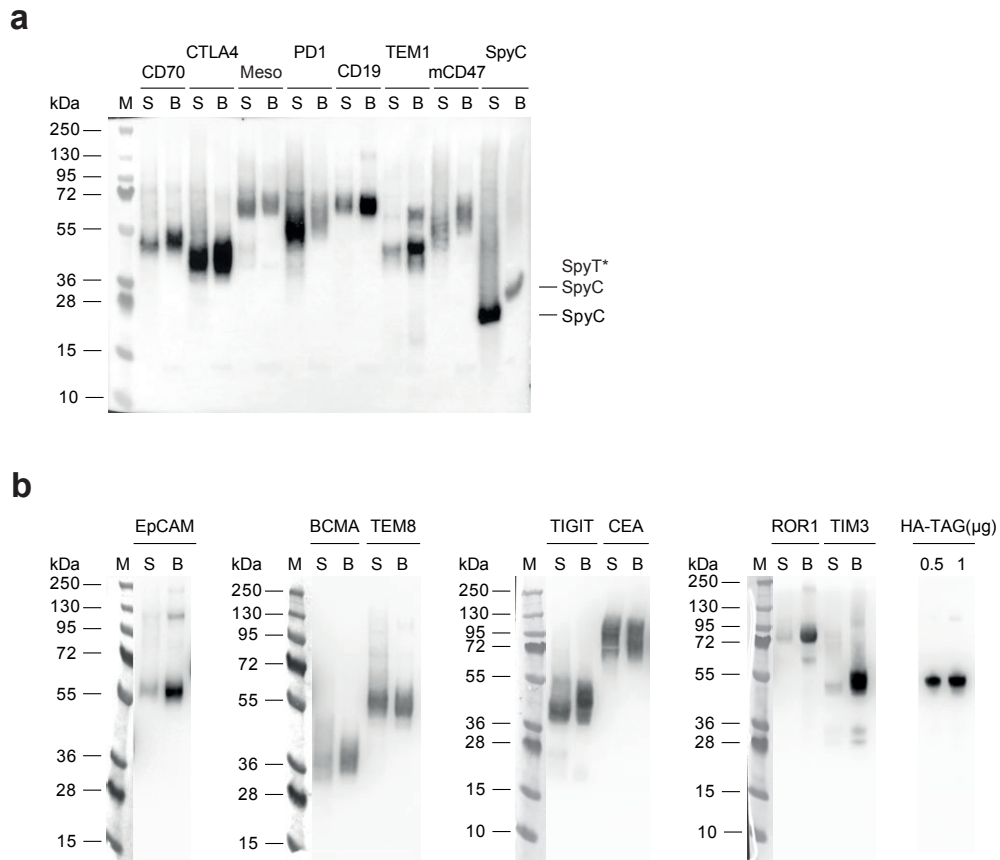 a
CTLA4 PD1 TEM1 SpyC
CD70 Meso CD19 mCD47
kDa M S B S B S B S B S B S B S B S B
250
130
95
72
55
36
28
15
10
SpyT*
SpyC
SpyC
b
EpCAM
kDa M S B
250
130
95
72
55
36
28
15
BCMA TEM8
kDa M S B S B
250
130
95
72
55
36
28
15
TIGIT CEA
kDa M S B S B
250
130
95
72
55
36
28
15
10
ROR1 TIM3
kDa M S B S B
250
130
95
72
55
36
28
15
10
HA-TAG(µg)
0.5 1